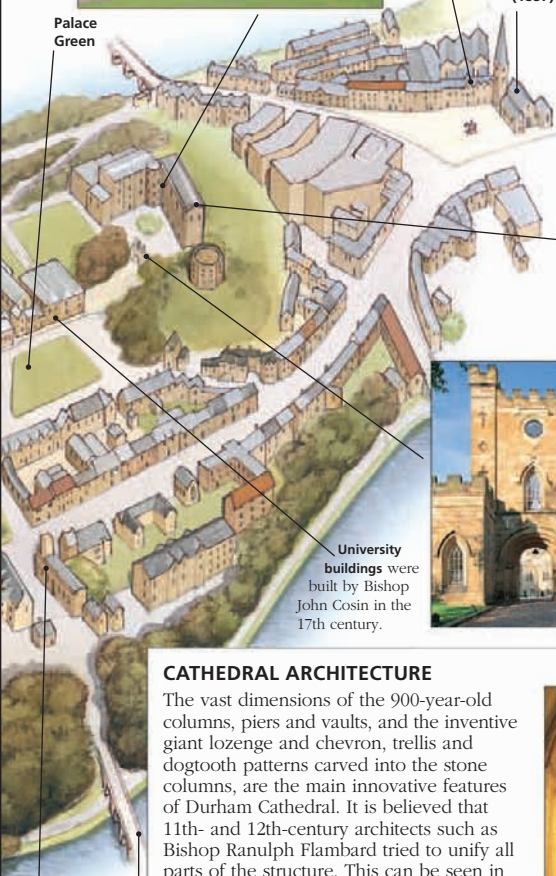 Palace
Green
University
buildings were
built by Bishop
John Cosin in the
17th century.
CATHEDRAL ARCHITECTURE
The vast dimensions of the 900-year-old
columns, piers and vaults, and the inventive
giant lozenge and chevron, trellis and
dogtooth patterns carved into the stone
columns, are the main innovative features
of Durham Cathedral. It is believed that
11th- and 12th-century architects such as
Bishop Ranulph Flambard tried to unify all
parts of the structure. This can be seen in